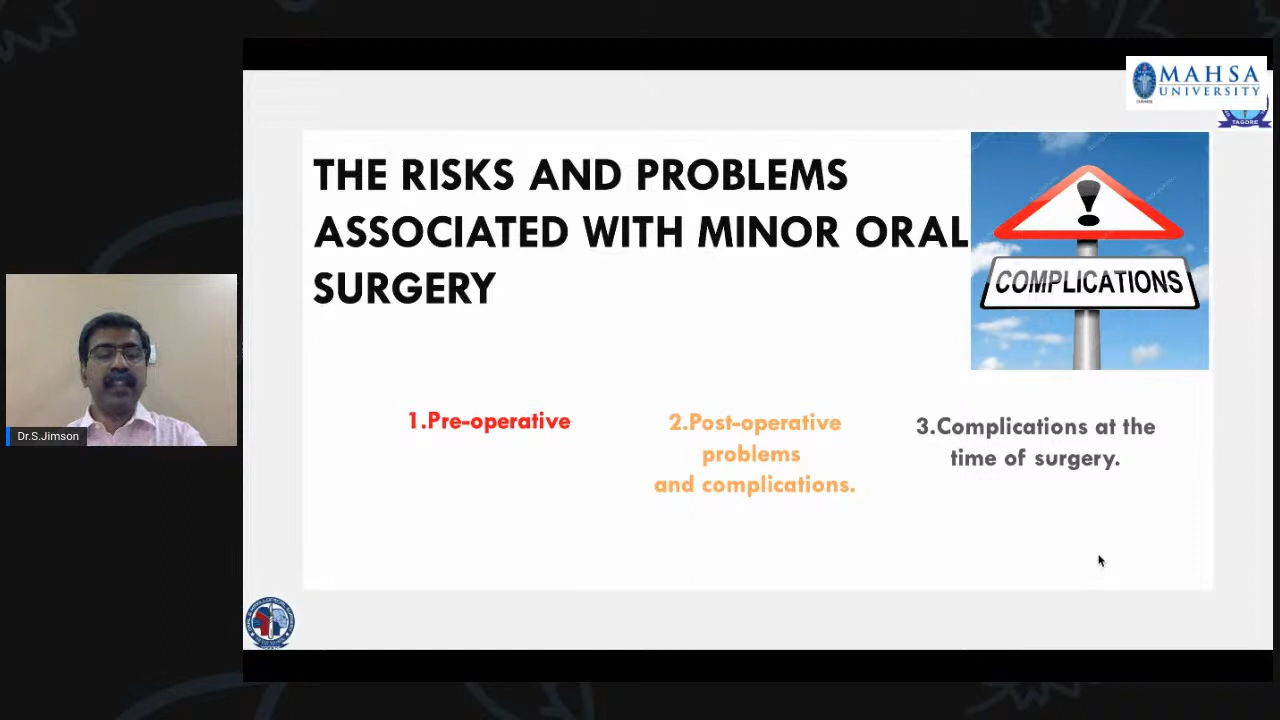 MAHSA
UNIVERSITY
TAGORE
THE RISKS AND PROBLEMS
ASSOCIATED WITH MINOR ORAL
SURGERY
COMPLICATIONS
1.Pre-operative
2.Post-operative
problems
and complications.
3.Complications at the
time of surgery.
Dr.S.Jimson